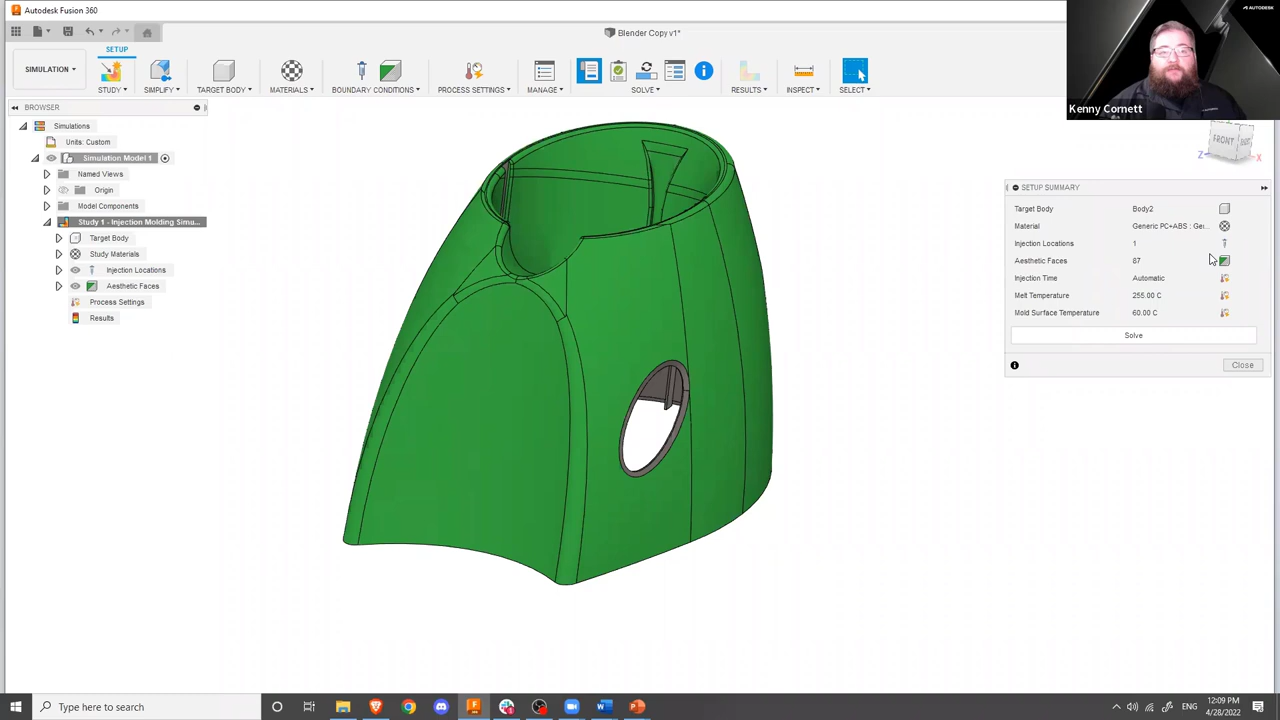 Autodesk Fusion 360
AUTODESK
Blender Copy v1*
SETUP
SIMULATION
STUDY
SIMPLIFY
TARGET BODY
MATERIALS
BOUNDARY CONDITIONS
PROCESS SETTINGS
MANAGE
SOLVE
RESULTS
INSPECT
SELECT
Kenny Cornett
BROWSER
Simulations
Units: Custom
Simulation Model 1
Named Views
Origin
Model Components
Study 1 - Injection Molding Simu...
Target Body
Study Materials
Injection Locations
Aesthetic Faces
Process Settings
Results
FRONT
Z
X
SETUP SUMMARY
Target Body Body2
Material Generic PC+ABS : Ge...
Injection Locations 1
Aesthetic Faces 87
Injection Time Automatic
Melt Temperature 255.00 C
Mold Surface Temperature 60.00 C
Solve
Close
Type here to search
ENG
12:09 PM
4/28/2022